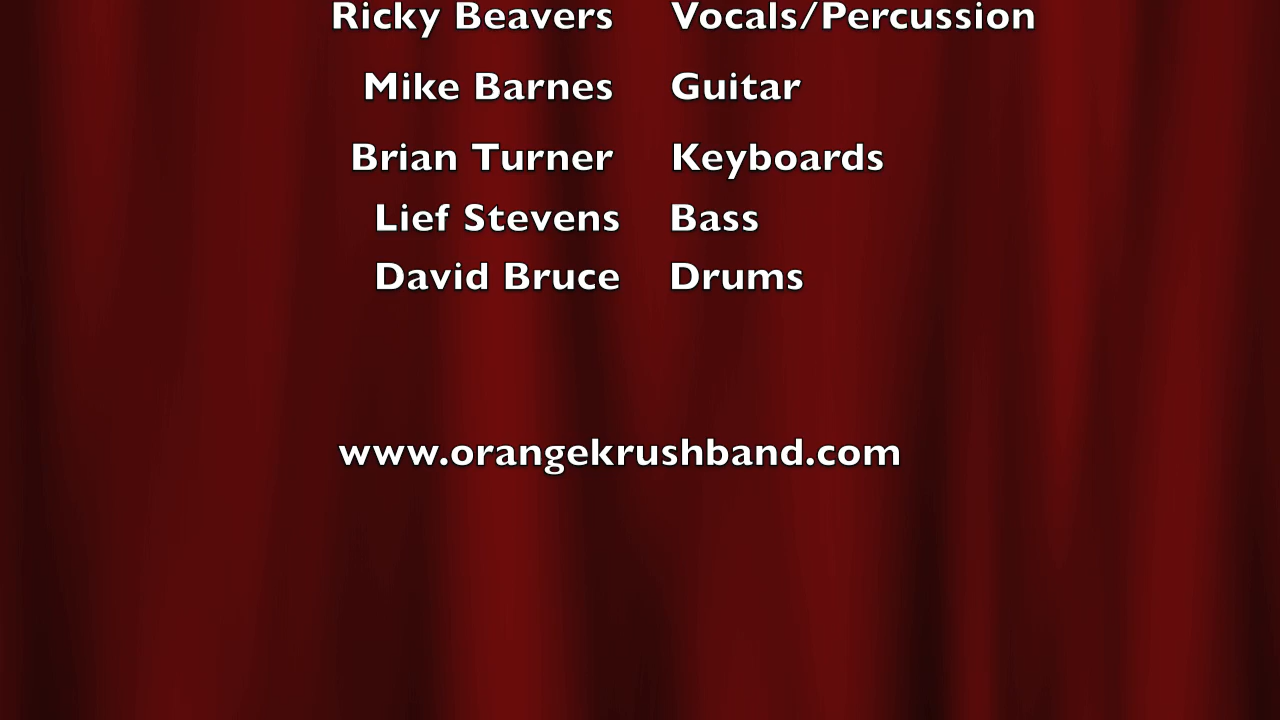 Ricky Beavers Vocals/Percussion
Mike Barnes Guitar
Brian Turner Keyboards
Lief Stevens Bass
David Bruce Drums
www.orangekrushband.com